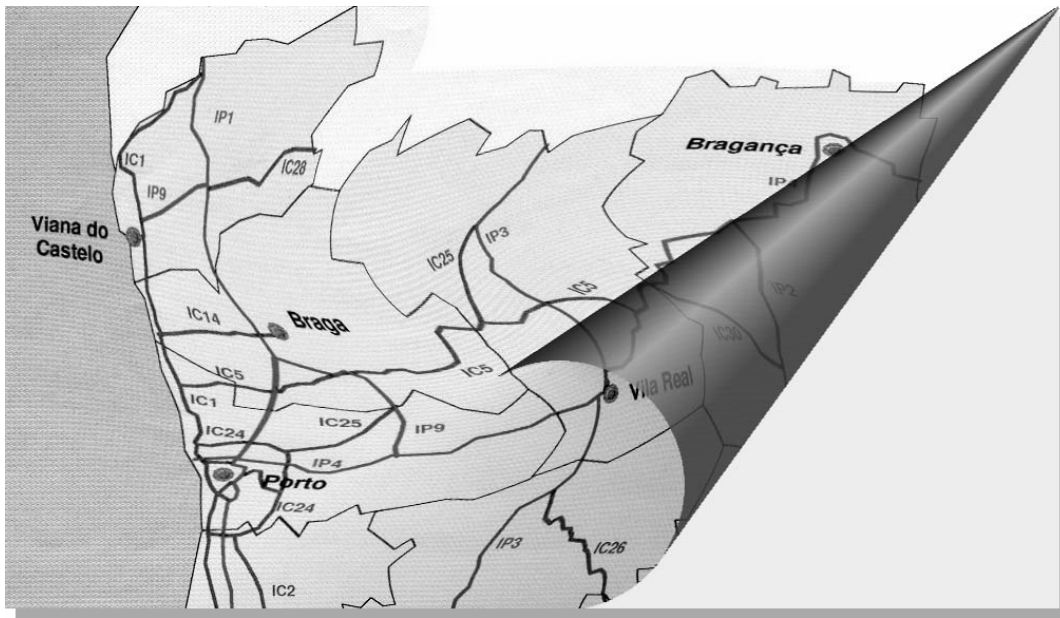 IP1
Bragança
IC1
IC28
IP4
IP9
Viana do
Castelo
IP3
IC25
IC5
IP2
IC14
Braga
IC30
IC5
IC5
Vila Real
IC1
IC25
IP9
IC24
IP4
Porto
IC24
IP3
IC26
IC2